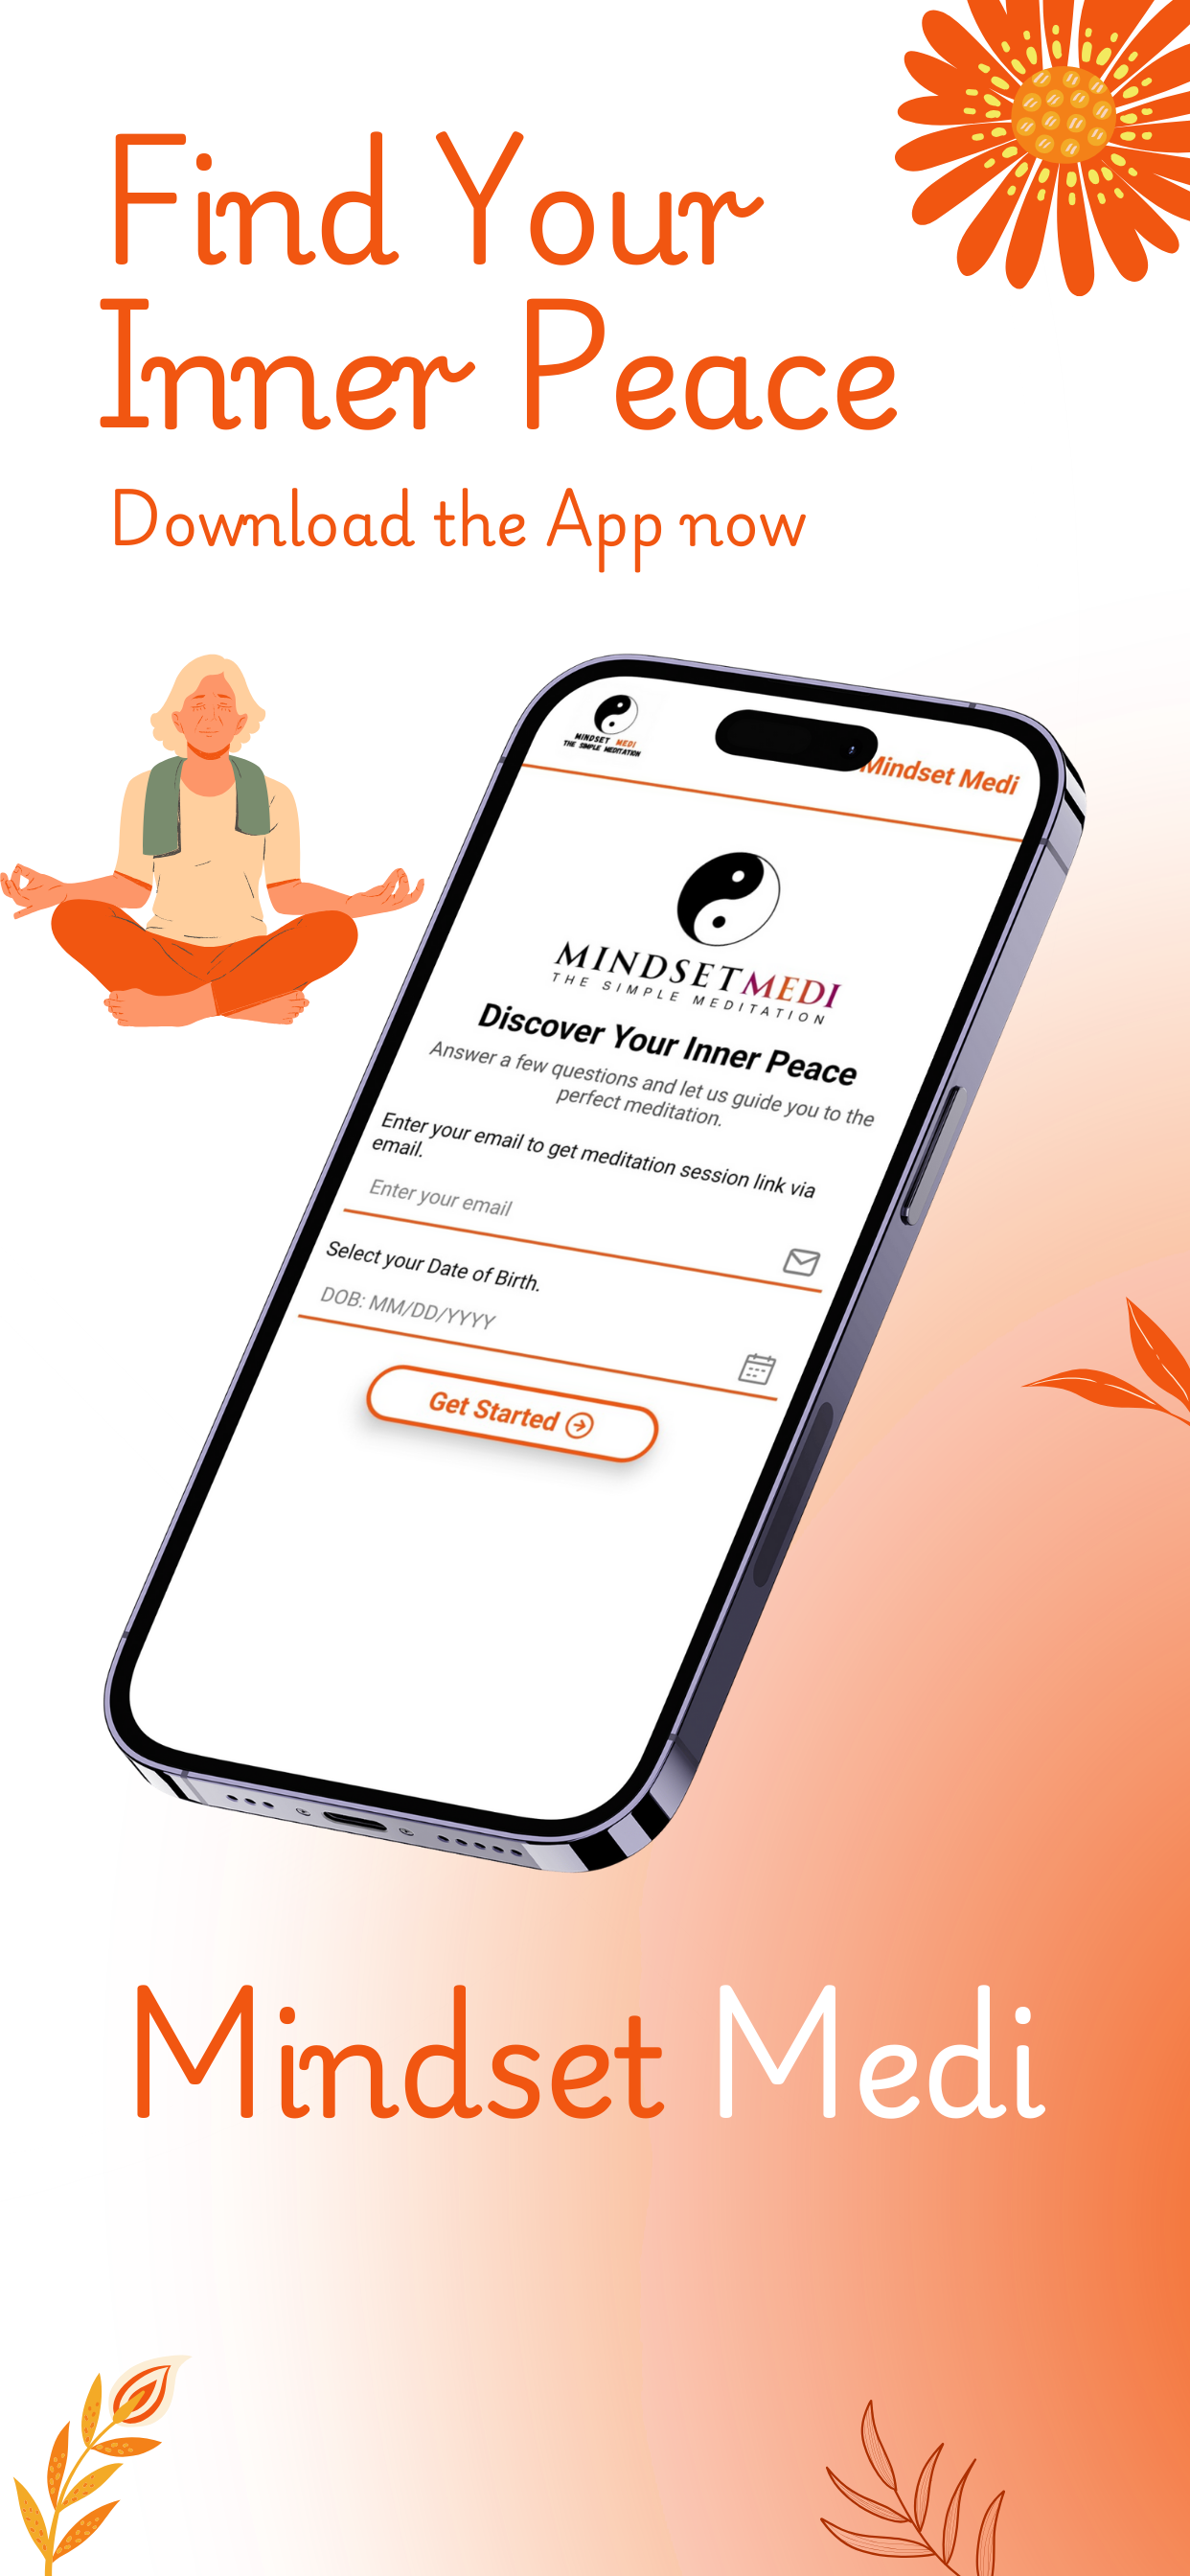 Find Your
Inner Peace
Download the App now
MINDSET MEDI
THE SIMPLE MEDITATION
Mindset Medi
MINDSETMEDI
THE SIMPLE MEDITATION
Discover Your Inner Peace
Answer a few questions and let us guide you to the
perfect meditation.
Enter your email to get meditation session link via
email.
Enter your email
Select your Date of Birth.
DOB: MM/DD/YYYY
Get Started
Mindset Medi